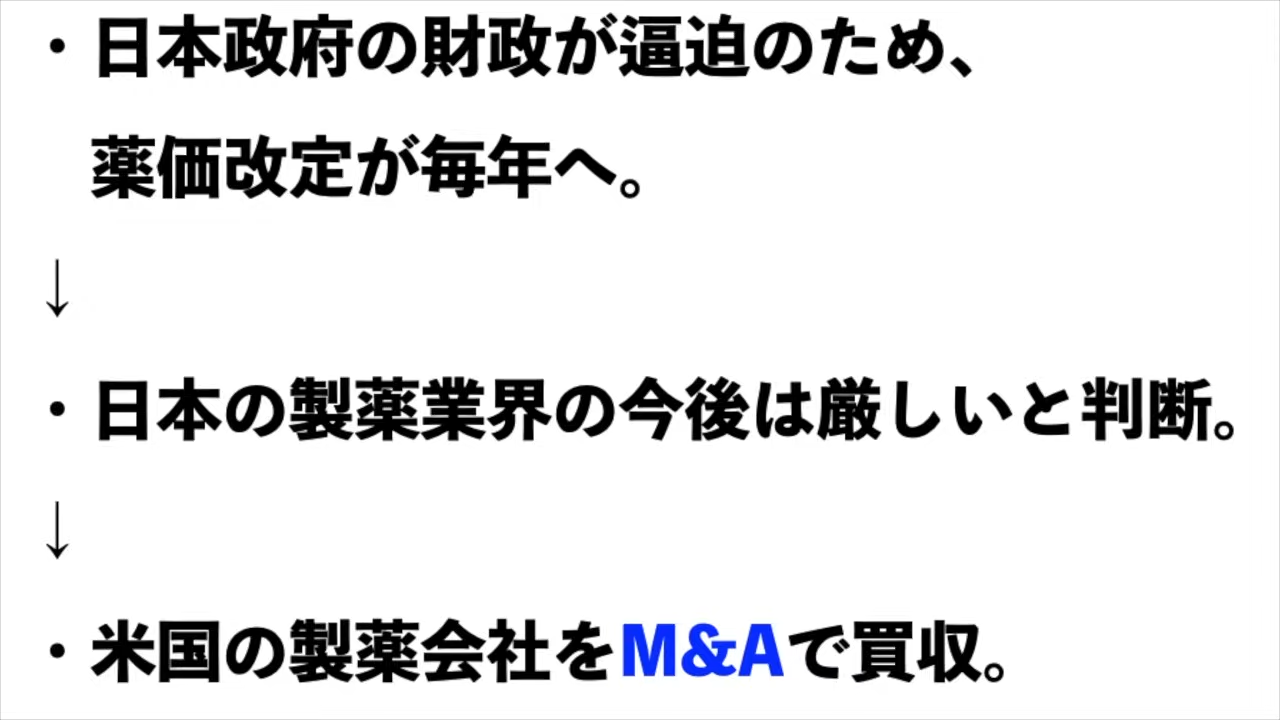 ・日本政府の財政が逼迫のため、
薬価改定が毎年へ。
↓
・日本の製薬業界の今後は厳しいと判断。
↓
・米国の製薬会社をM&Aで買収。